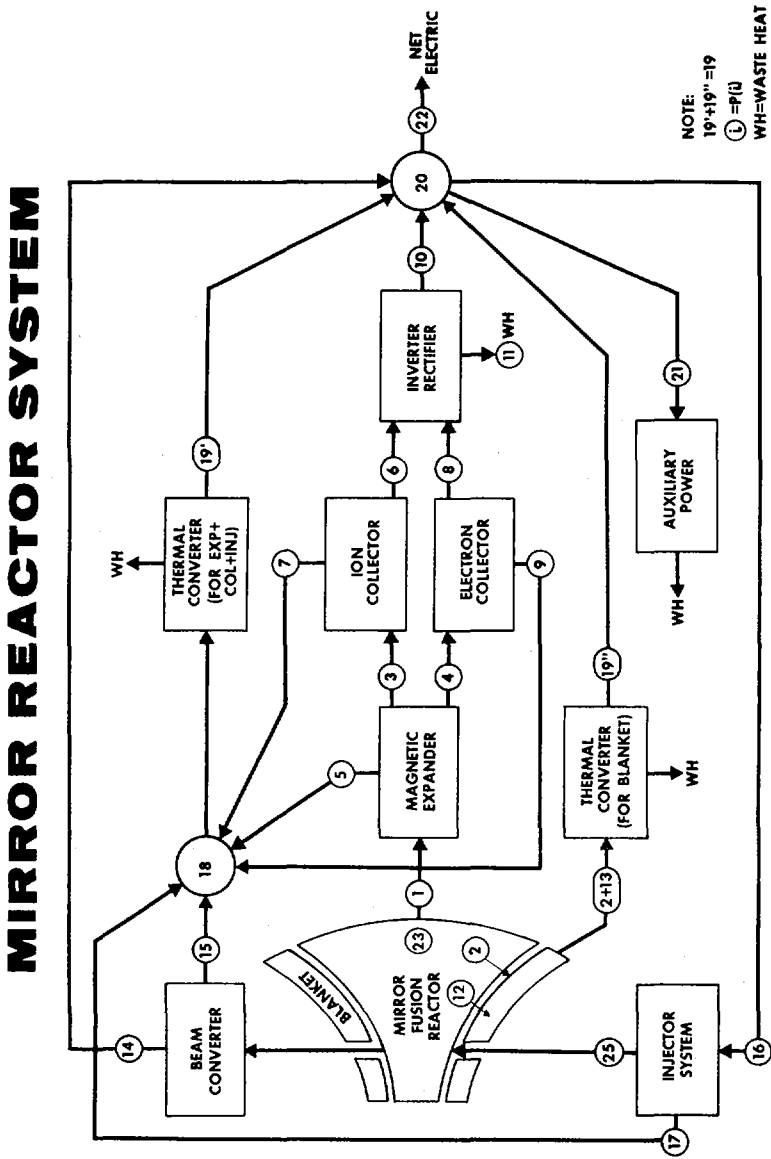 MIRROR REACTOR SYSTEM
14
BEAM
CONVERTER
15
18
THERMAL
CONVERTER
(FOR EXP+
COL+INJ)
WH
19'
BLANKET
MIRROR
FUSION
REACTOR
23
12
2
1
MAGNETIC
EXPANDER
5
3
4
ION
COLLECTOR
7
6
ELECTRON
COLLECTOR
9
8
INVERTER
RECTIFIER
11
WH
10
20
22
NET
ELECTRIC
17
INJECTOR
SYSTEM
25
16
2+13
THERMAL
CONVERTER
(FOR BLANKET)
WH
19"
AUXILIARY
POWER
WH
21
NOTE:
19'+19" =19
i =P(i)
WH=WASTE HEAT